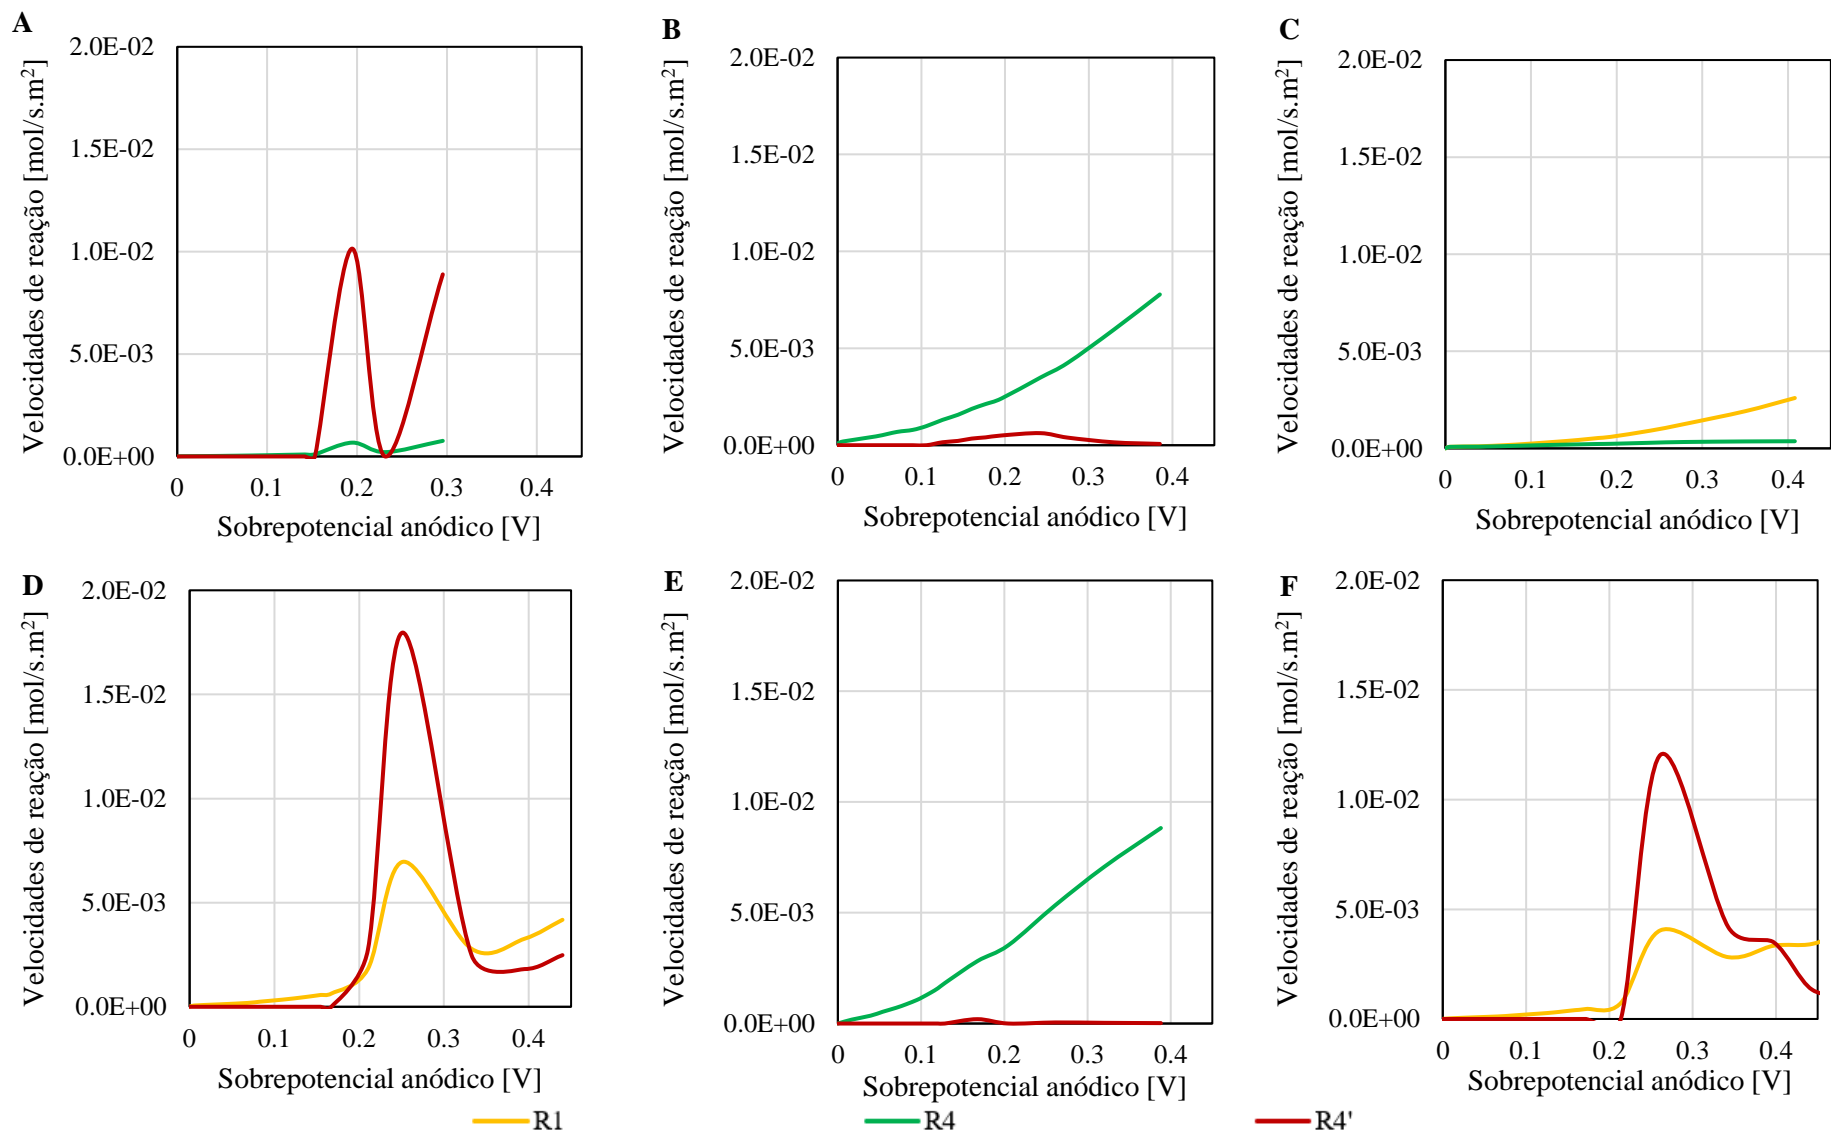 A
Velocidades de reação [mol/s.m²]
2.0E-02
1.5E-02
1.0E-02
5.0E-03
0.0E+00
0 0.1 0.2 0.3 0.4
Sobrepotencial anódico [V]
B
Velocidades de reação [mol/s.m²]
2.0E-02
1.5E-02
1.0E-02
5.0E-03
0.0E+00
0 0.1 0.2 0.3 0.4
Sobrepotencial anódico [V]
C
Velocidades de reação [mol/s.m²]
2.0E-02
1.5E-02
1.0E-02
5.0E-03
0.0E+00
0 0.1 0.2 0.3 0.4
Sobrepotencial anódico [V]
D
Velocidades de reação [mol/s.m²]
2.0E-02
1.5E-02
1.0E-02
5.0E-03
0.0E+00
0 0.1 0.2 0.3 0.4
Sobrepotencial anódico [V]
E
Velocidades de reação [mol/s.m²]
2.0E-02
1.5E-02
1.0E-02
5.0E-03
0.0E+00
0 0.1 0.2 0.3 0.4
Sobrepotencial anódico [V]
F
Velocidades de reação [mol/s.m²]
2.0E-02
1.5E-02
1.0E-02
5.0E-03
0.0E+00
0 0.1 0.2 0.3 0.4
Sobrepotencial anódico [V]
R1 R4 R4'